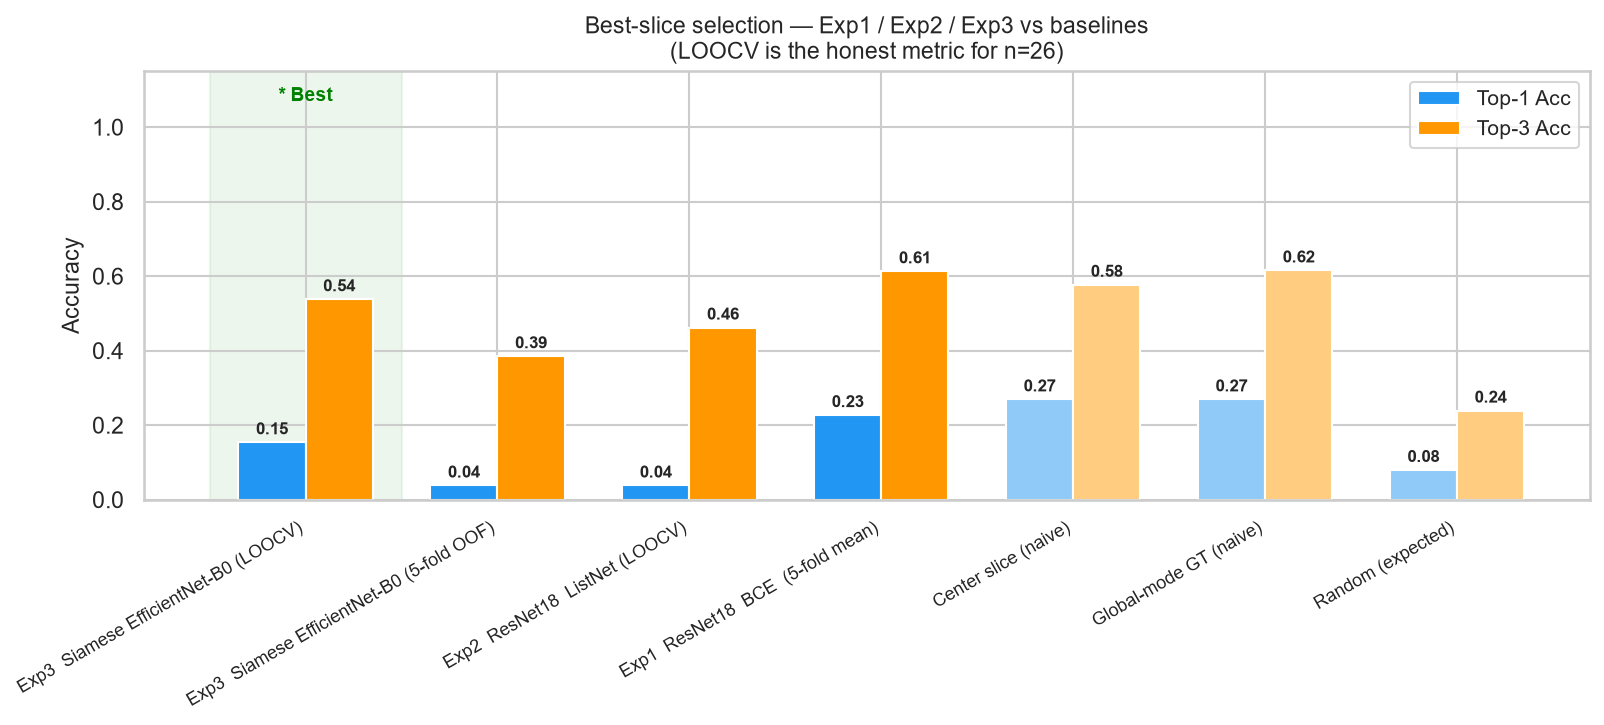 Best-slice selection — Exp1 / Exp2 / Exp3 vs baselines
(LOOCV is the honest metric for n=26)
* Best
Top-1 Acc
Top-3 Acc
Accuracy
1.0
0.8
0.6
0.4
0.2
0.0
0.15
0.54
0.04
0.39
0.04
0.46
0.23
0.61
0.27
0.58
0.27
0.62
0.08
0.24
Exp3  Siamese EfficientNet-B0 (LOOCV)
Exp3  Siamese EfficientNet-B0 (5-fold OOF)
Exp2  ResNet18  ListNet (LOOCV)
Exp1  ResNet18  BCE  (5-fold mean)
Center slice (naive)
Global-mode GT (naive)
Random (expected)